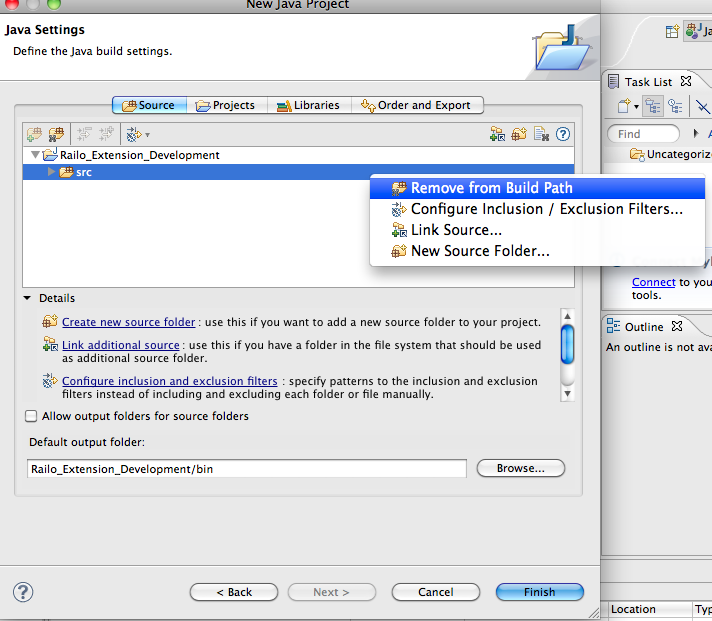 New Java Project
Java Settings
Define the Java build settings.
Source Projects Libraries Order and Export
Railo_Extension_Development
src
Remove from Build Path
Configure Inclusion / Exclusion Filters...
Link Source...
New Source Folder...
Details
Create new source folder : use this if you want to add a new source folder to your project.
Link additional source : use this if you have a folder in the file system that should be used
as additional source folder.
Configure inclusion and exclusion filters : specify patterns to the inclusion and exclusion
filters instead of including and excluding each folder or file manually.
Allow output folders for source folders
Default output folder:
Railo_Extension_Development/bin
Browse...
< Back
Next >
Cancel
Finish
Task List
Find
Uncategoriz
Connect to you
tools.
Outline
An outline is not ava
Location Typ